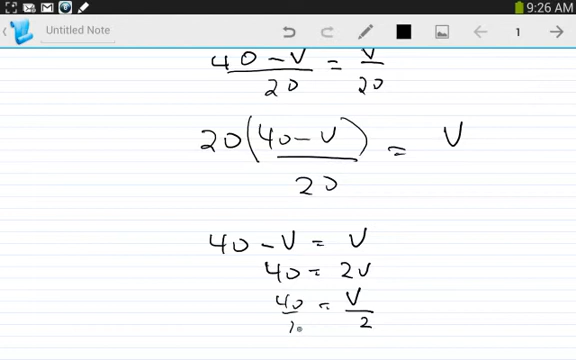 9:26 AM
Untitled Note 1
40 - V / 20 = V / 20
20(40 - V / 20) = V
40 - V = V
40 = 2V
40 / = V / 2